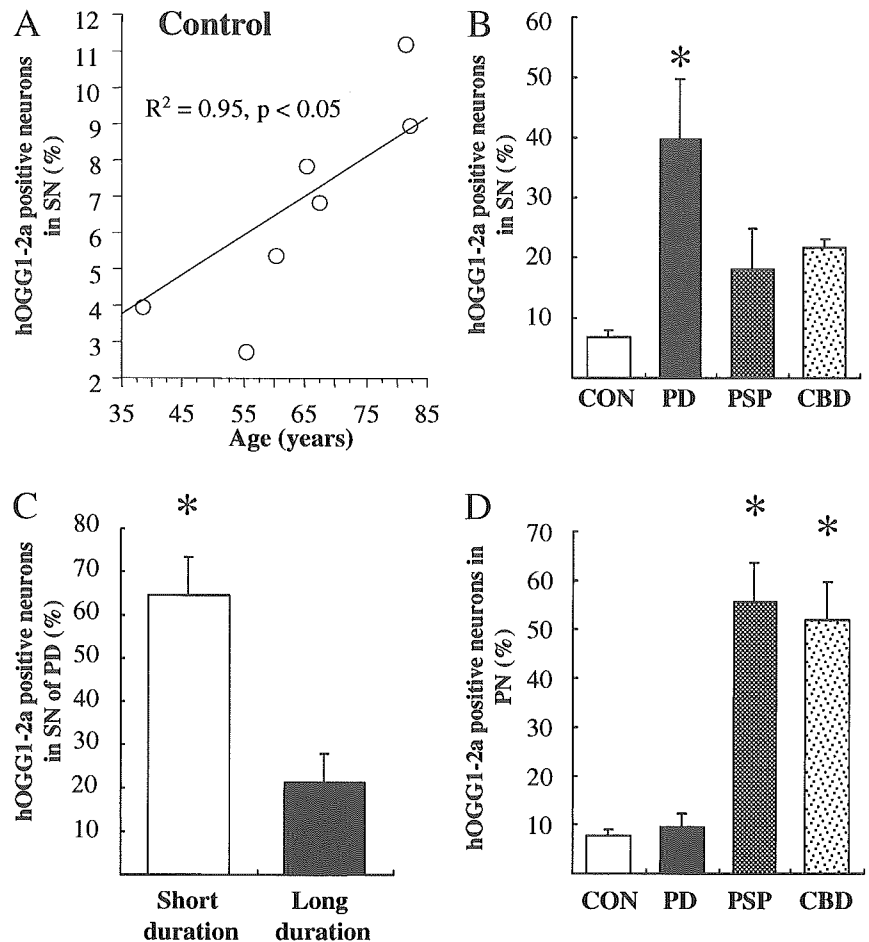 A
Control
hOGG1-2a positive neurons
in SN (%)
12
11
10
9
8
7
6
5
4
3
2
R² = 0.95, p < 0.05
35 45 55 65 75 85
Age (years)
B
hOGG1-2a positive neurons
in SN (%)
60
50
40
30
20
10
*
CON PD PSP CBD
C
hOGG1-2a positive neurons
in SN of PD (%)
80
70
60
50
40
30
20
10
*
Short
duration
Long
duration
D
hOGG1-2a positive neurons in
PN (%)
70
60
50
40
30
20
10
*
*
CON PD PSP CBD